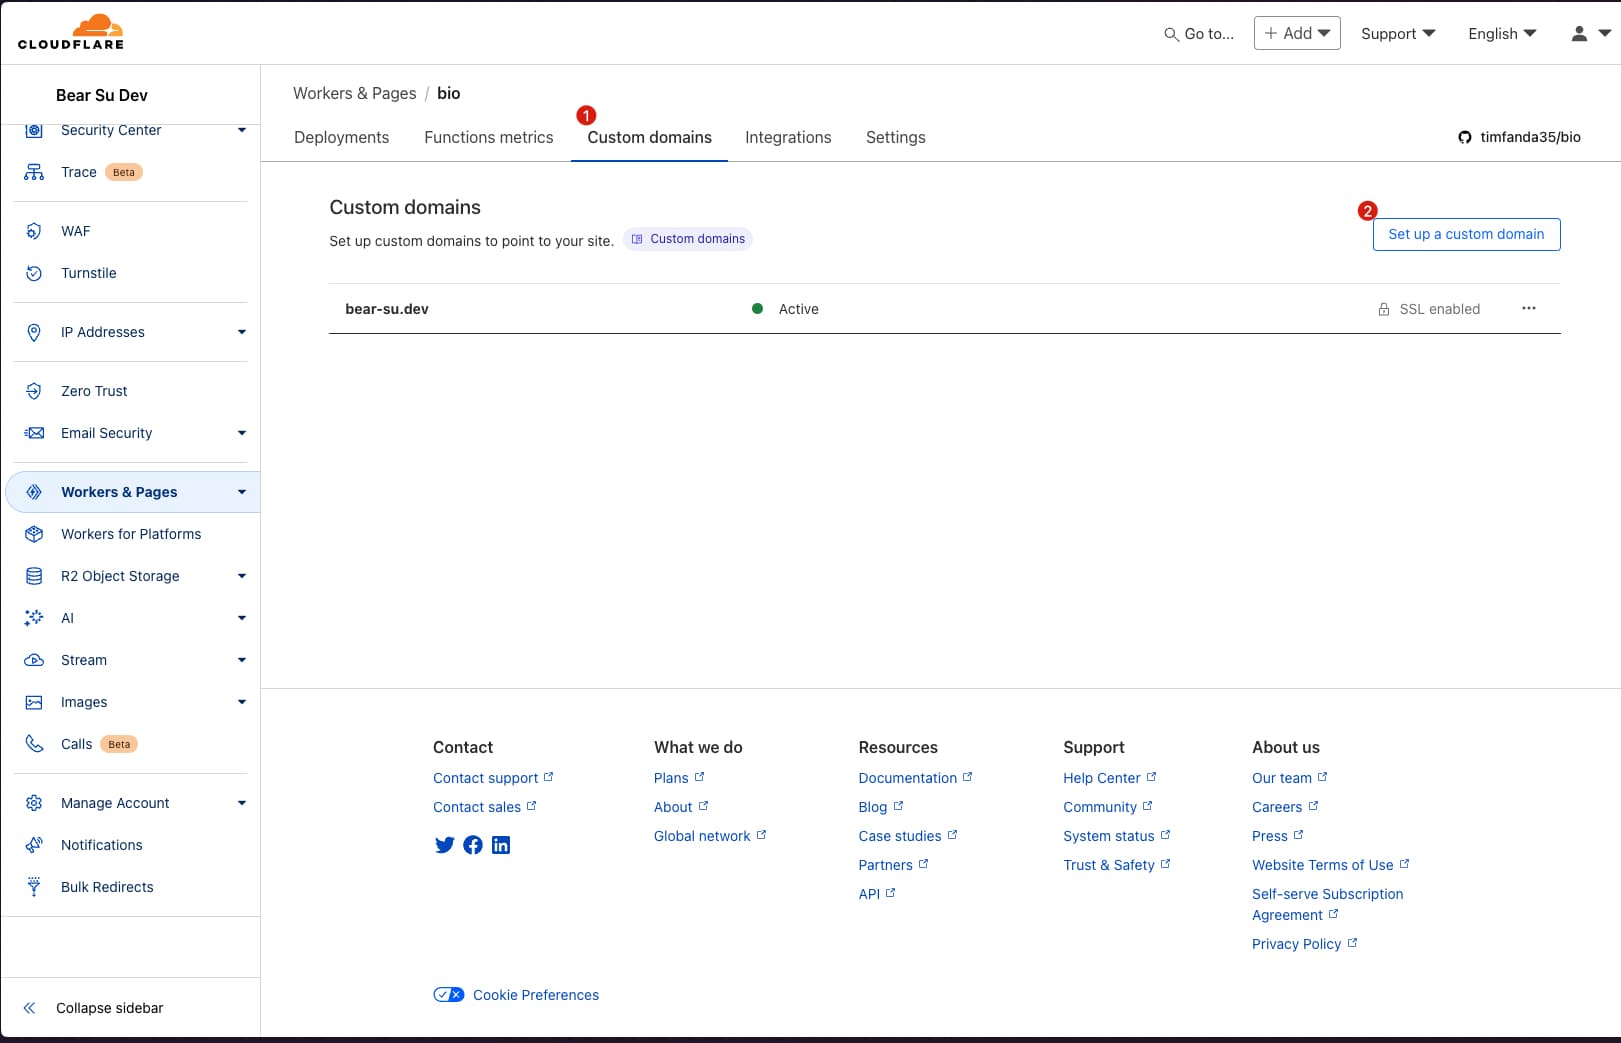 CLOUDFLARE
Go to...
+ Add
Support
English
Bear Su Dev
Security Center
Trace Beta
WAF
Turnstile
IP Addresses
Zero Trust
Email Security
Workers & Pages
Workers for Platforms
R2 Object Storage
AI
Stream
Images
Calls Beta
Manage Account
Notifications
Bulk Redirects
Collapse sidebar
Workers & Pages / bio
1
Deployments Functions metrics Custom domains Integrations Settings
timfanda35/bio
Custom domains
Set up custom domains to point to your site. Custom domains
2
Set up a custom domain
bear-su.dev Active SSL enabled ...
Contact
Contact support
Contact sales
What we do
Plans
About
Global network
Resources
Documentation
Blog
Case studies
Partners
API
Support
Help Center
Community
System status
Trust & Safety
About us
Our team
Careers
Press
Website Terms of Use
Self-serve Subscription
Agreement
Privacy Policy
Cookie Preferences